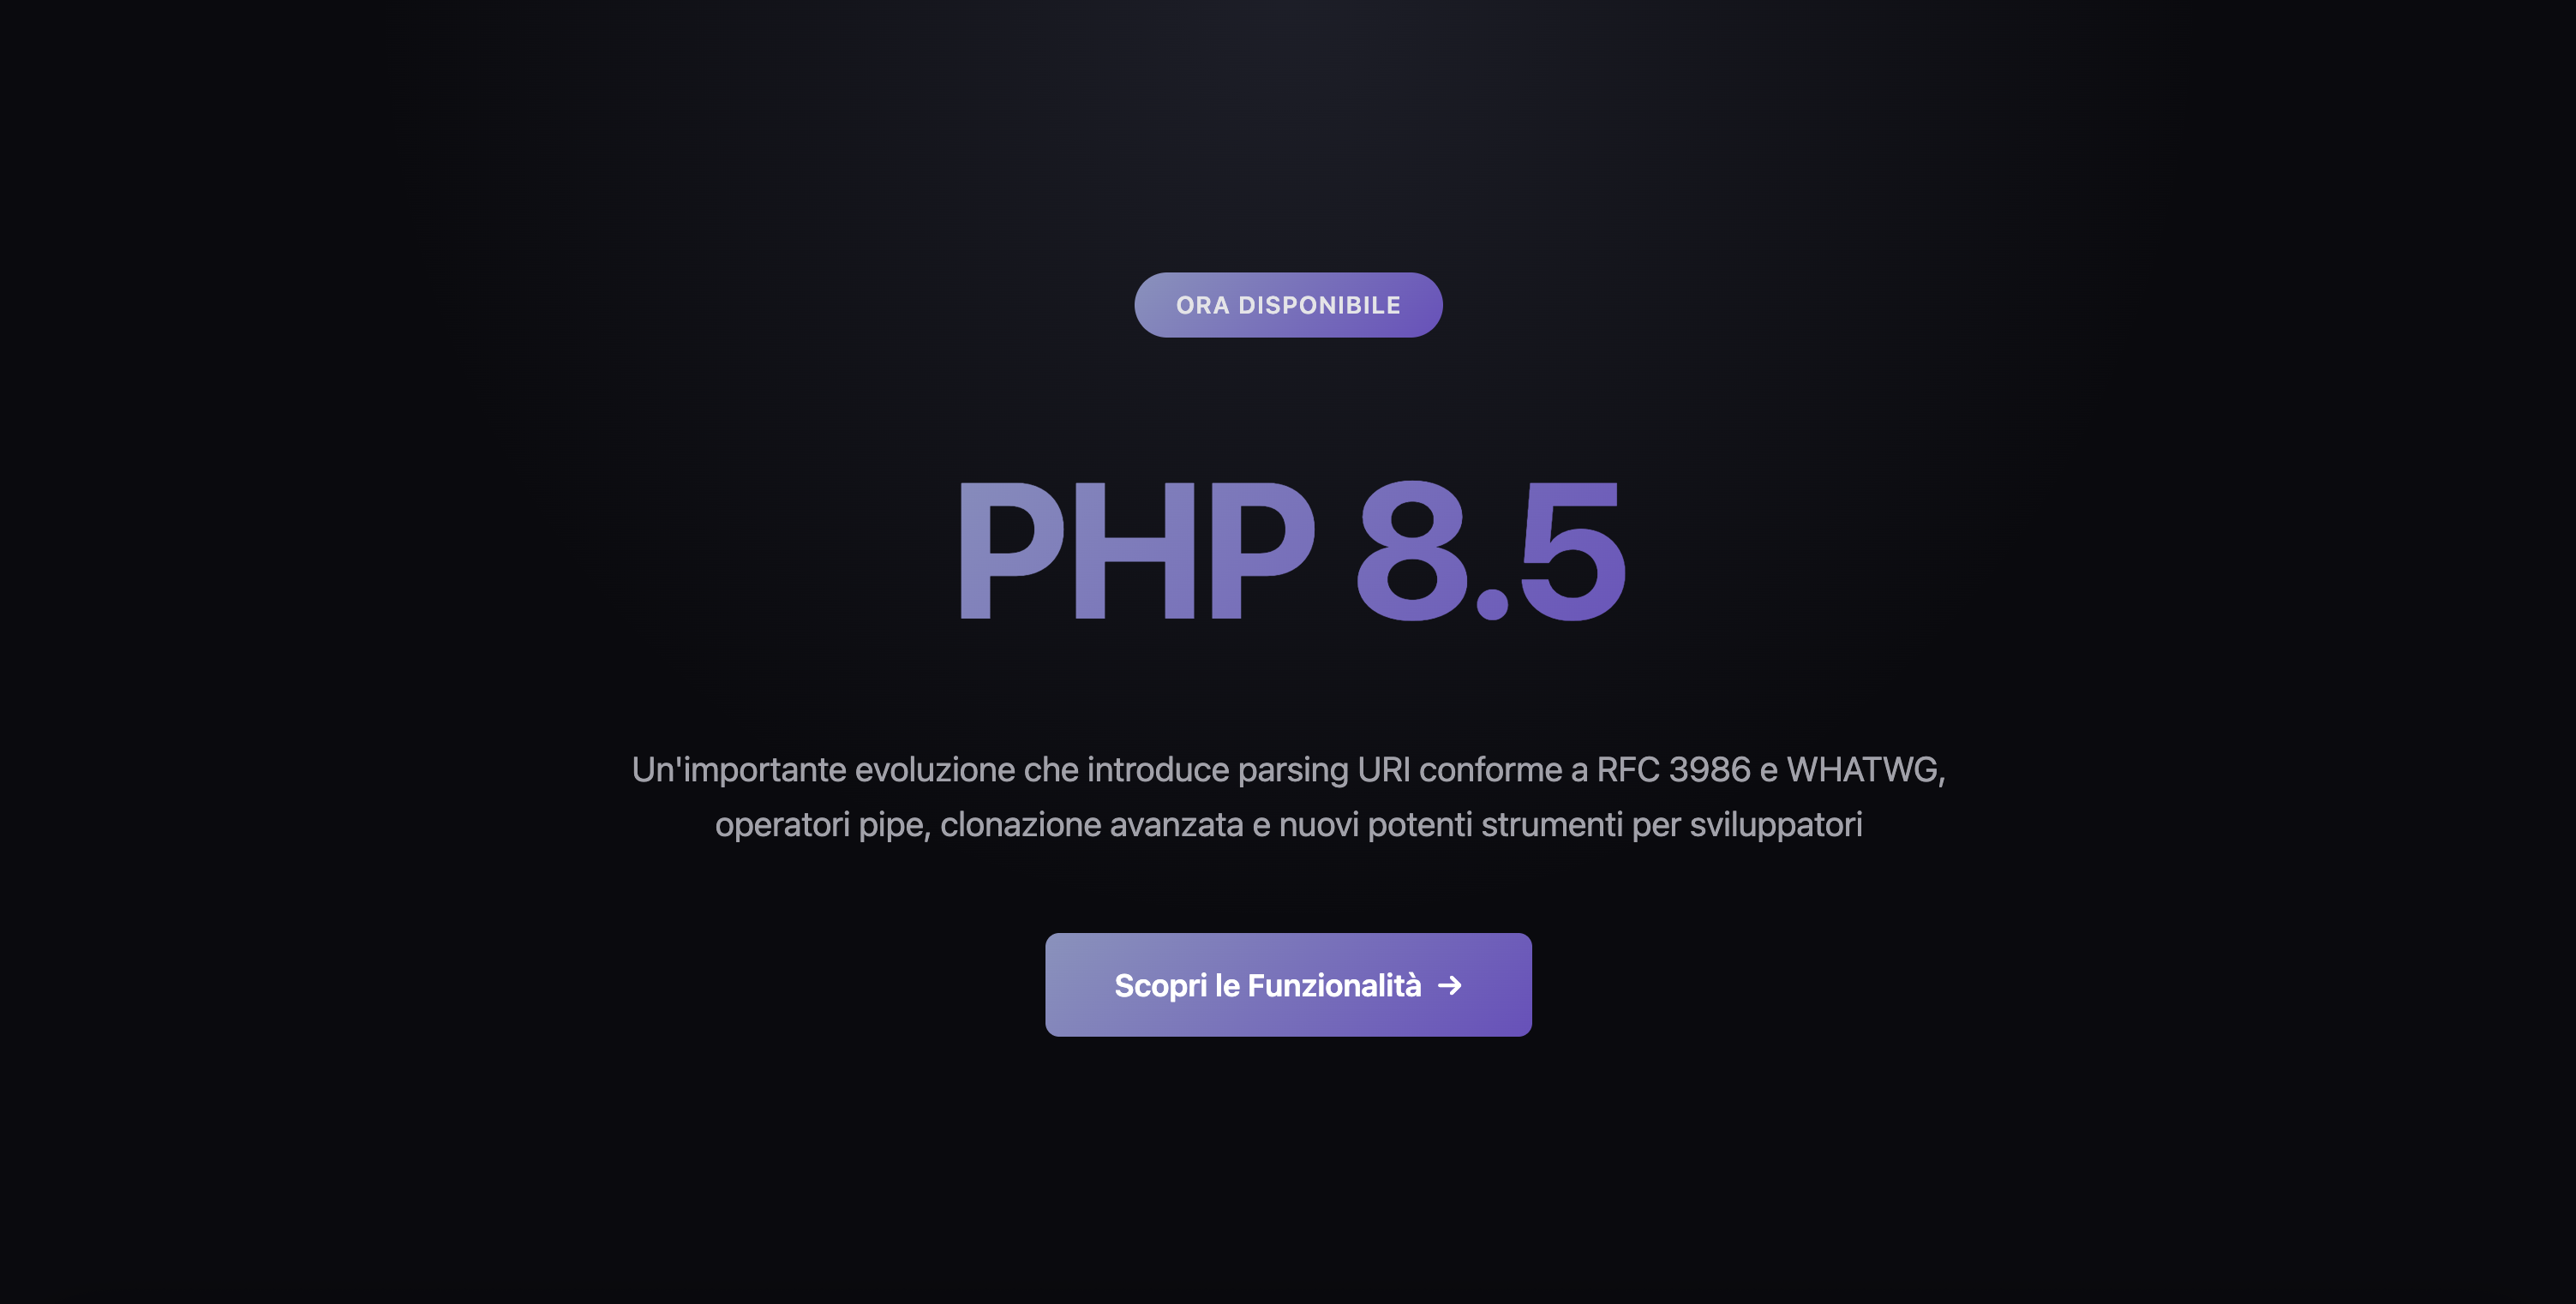 ORA DISPONIBILE
PHP 8.5
Un'importante evoluzione che introduce parsing URI conforme a RFC 3986 e WHATWG,
operatori pipe, clonazione avanzata e nuovi potenti strumenti per sviluppatori
Scopri le Funzionalità →